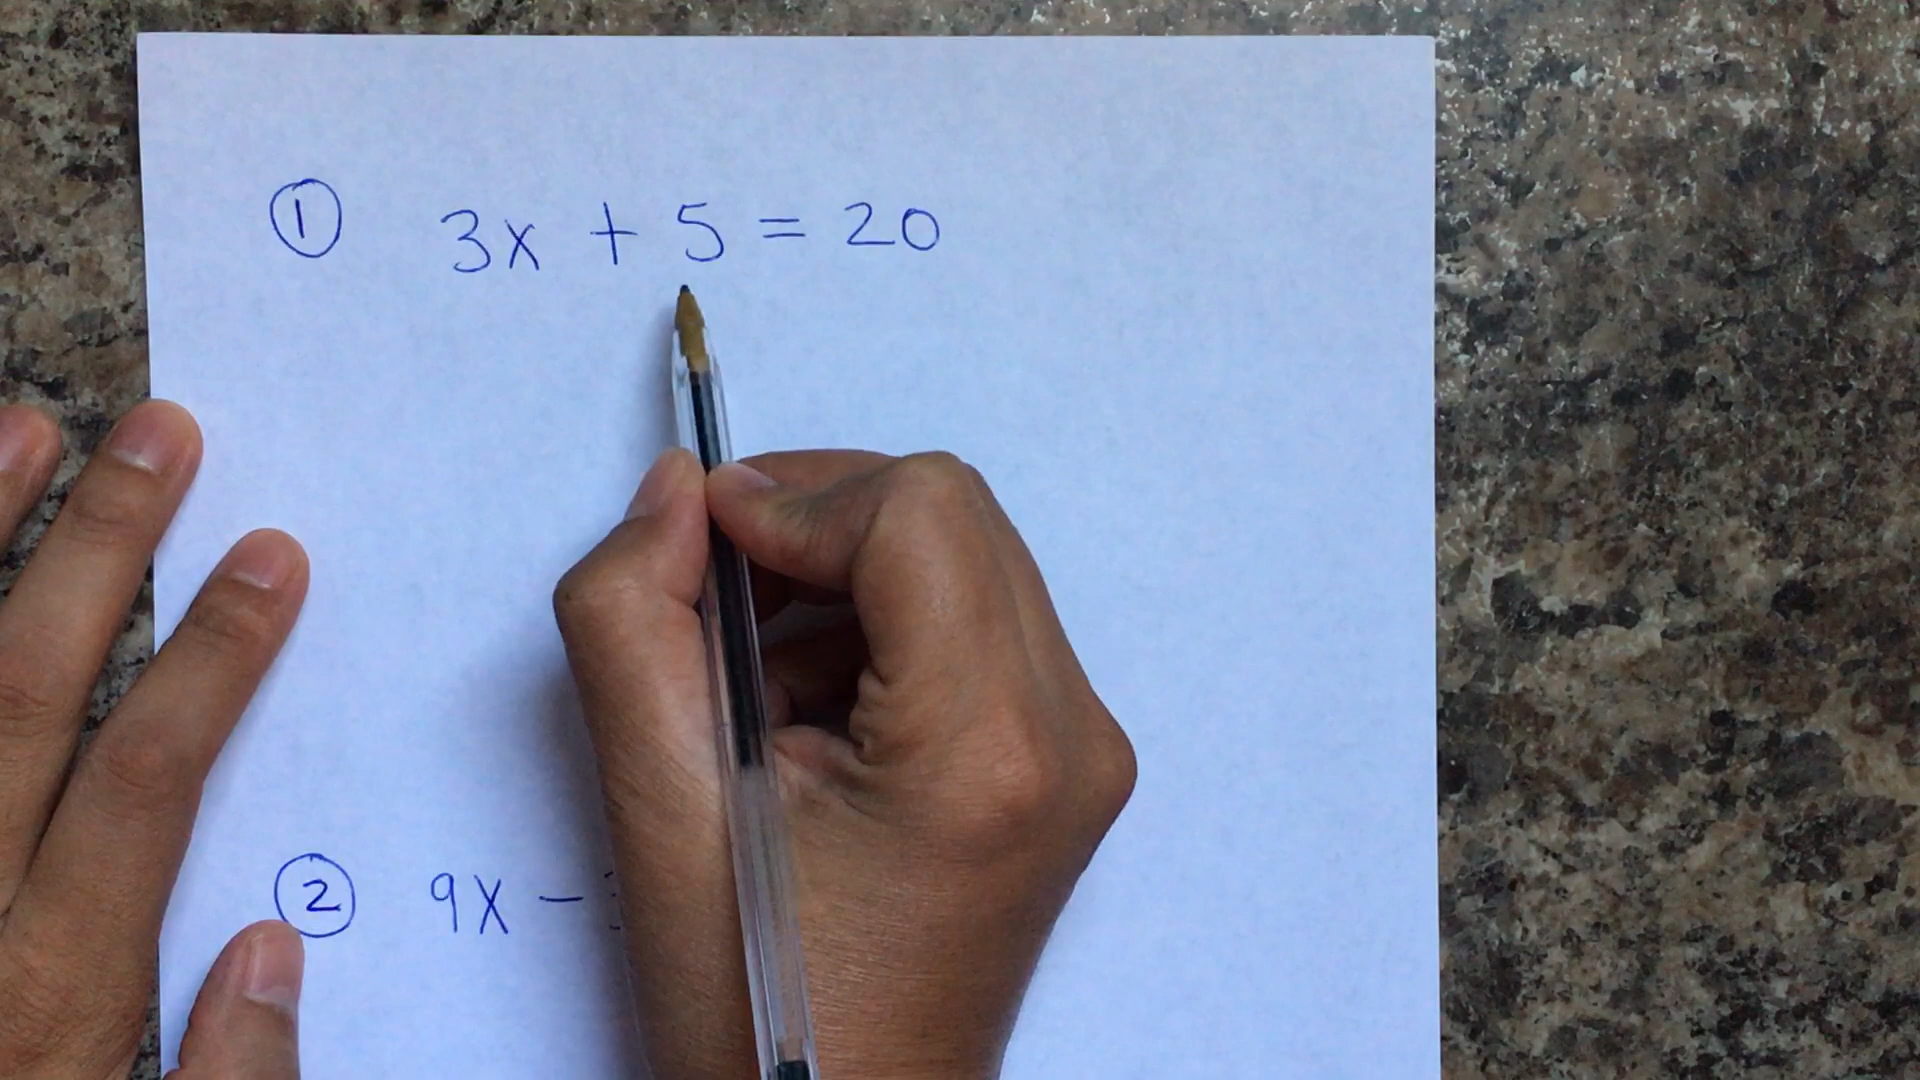 ① 3x + 5 = 20
② 9x -